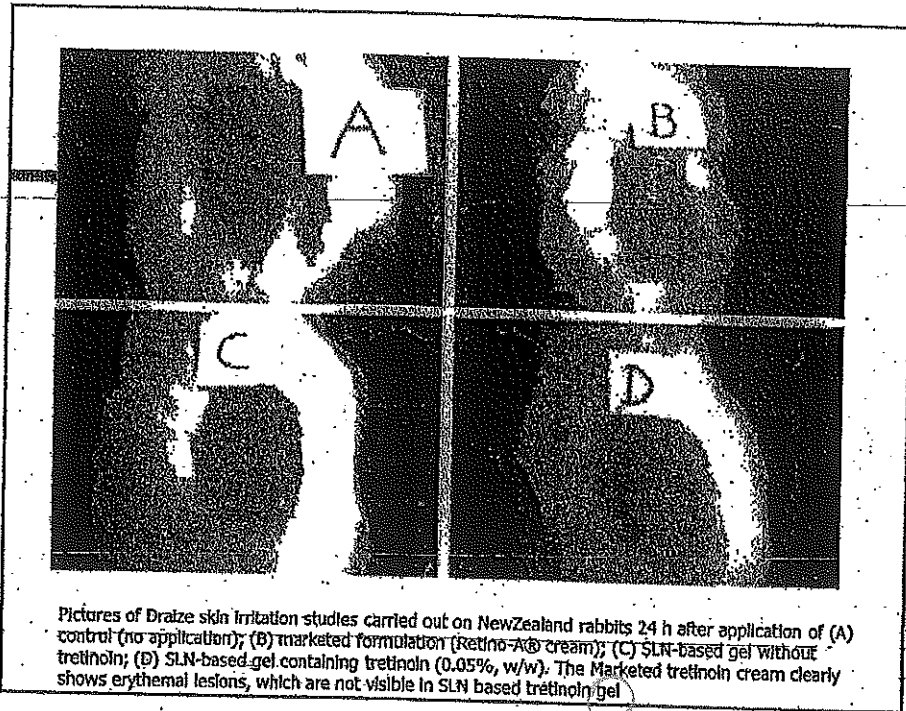 A
B
C
D
Pictures of Draize skin irritation studies carried out on NewZealand rabbits 24 h after application of (A)
control (no application); (B) marketed formulation (Retino-A® cream); (C) SLN-based gel without
tretinoin; (D) SLN-based gel containing tretinoin (0.05%, w/w). The Marketed tretinoin cream clearly
shows erythemal lesions, which are not visible in SLN based tretinoin gel